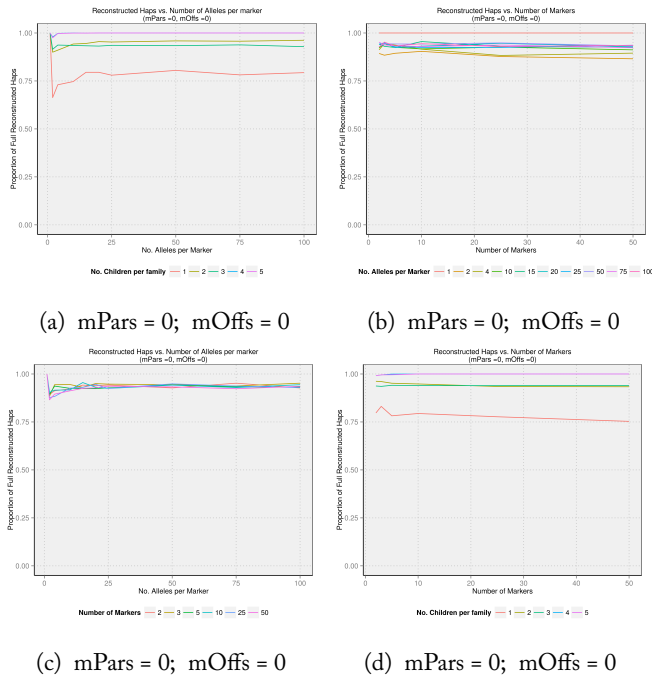 Reconstructed Haps vs. Number of Alleles per marker
(mPars =0, mOffs =0)
Proportion of Full Reconstructed Haps
1.00
0.75
0.50
0.25
0.00
0 25 50 75 100
No. Alleles per Marker
No. Children per family 1 2 3 4 5
(a) mPars = 0; mOffs = 0
Reconstructed Haps vs. Number of Markers
(mPars =0, mOffs =0)
Proportion of Full Reconstructed Haps
1.00
0.75
0.50
0.25
0.00
0 10 20 30 40 50
Number of Markers
No. Alleles per Marker 1 2 4 10 15 20 25 50 75 100
(b) mPars = 0; mOffs = 0
Reconstructed Haps vs. Number of Alleles per marker
(mPars =0, mOffs =0)
Proportion of Full Reconstructed Haps
1.00
0.75
0.50
0.25
0.00
0 25 50 75 100
No. Alleles per Marker
Number of Markers 2 3 5 10 25 50
(c) mPars = 0; mOffs = 0
Reconstructed Haps vs. Number of Markers
(mPars =0, mOffs =0)
Proportion of Full Reconstructed Haps
1.00
0.75
0.50
0.25
0.00
0 10 20 30 40 50
No. of Markers
No. Children per family 1 2 3 4 5
(d) mPars = 0; mOffs = 0